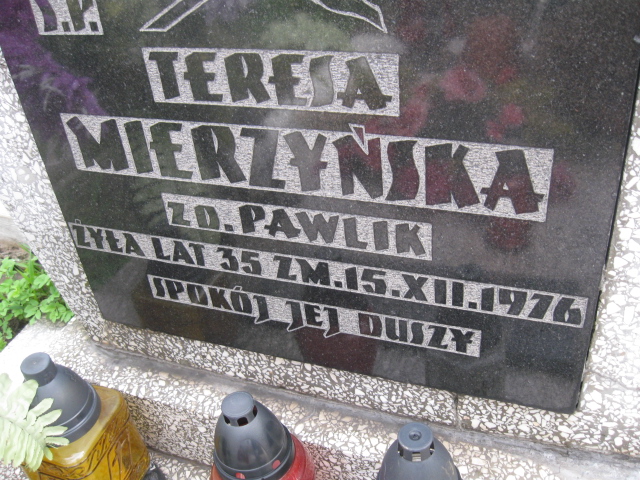 Ś.P.
TERESA
MIERZYŃSKA
ZD. PAWLIK
ŻYŁA LAT 35 ZM. 15.XII.1976
SPOKÓJ JEJ DUSZY